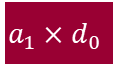 a₁ × d₀